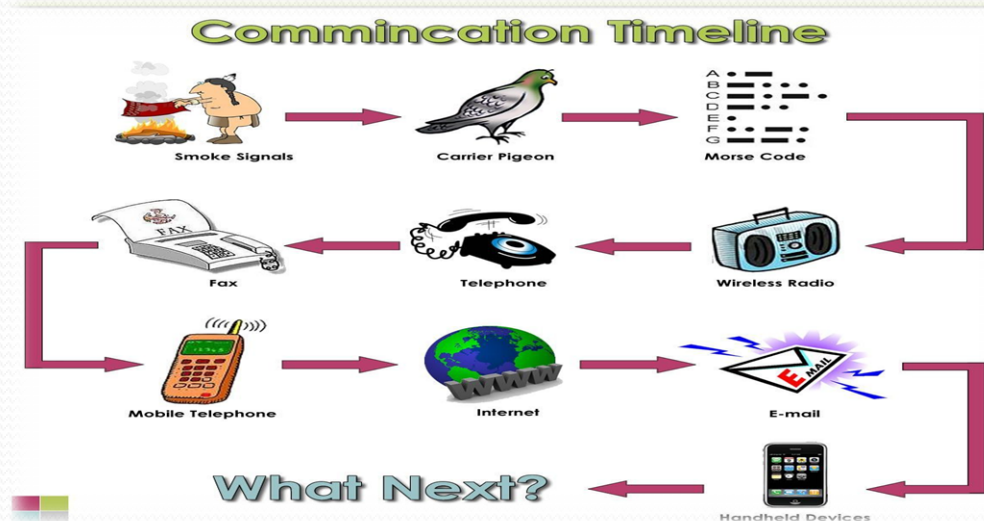 Commincation Timeline
Smoke Signals
Carrier Pigeon
A
B
C
D
E
F
G
Morse Code
Wireless Radio
Telephone
FAX
Fax
Mobile Telephone
WWW
Internet
E MAIL
E-mail
Handheld Devices
What Next?